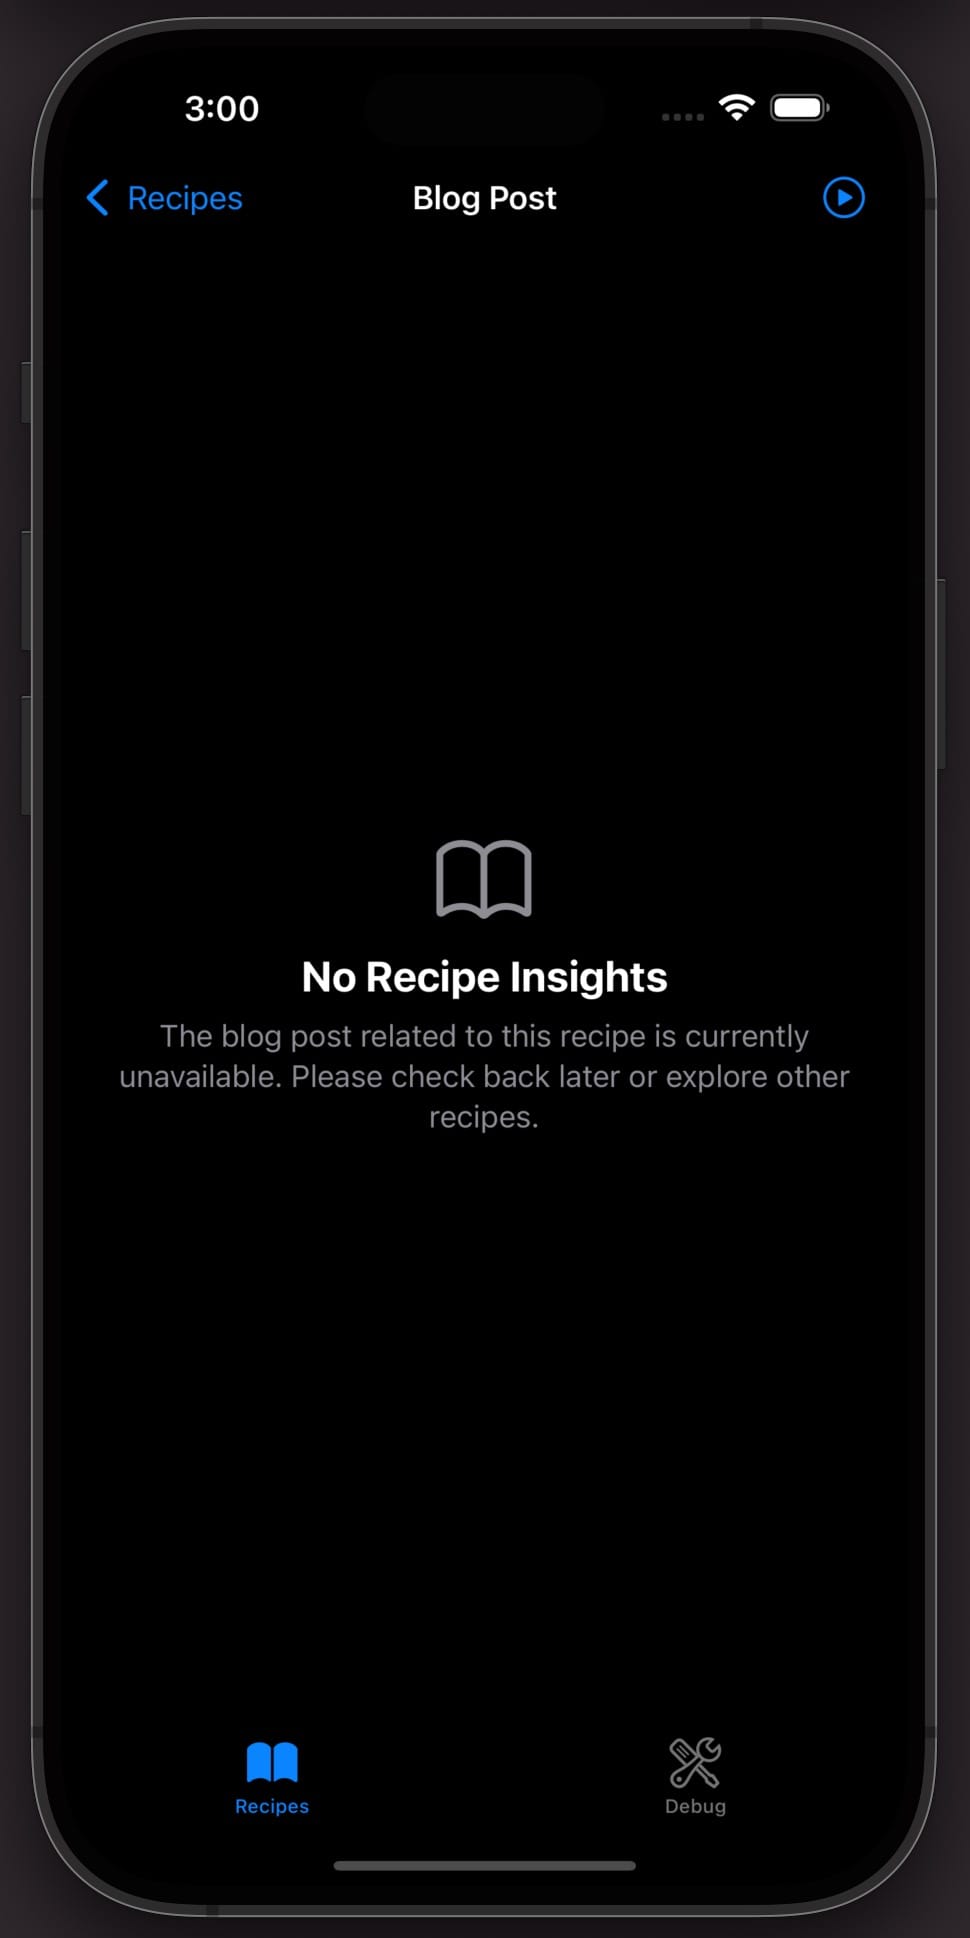 3:00
Recipes
Blog Post
No Recipe Insights
The blog post related to this recipe is currently
unavailable. Please check back later or explore other
recipes.
Recipes
Debug